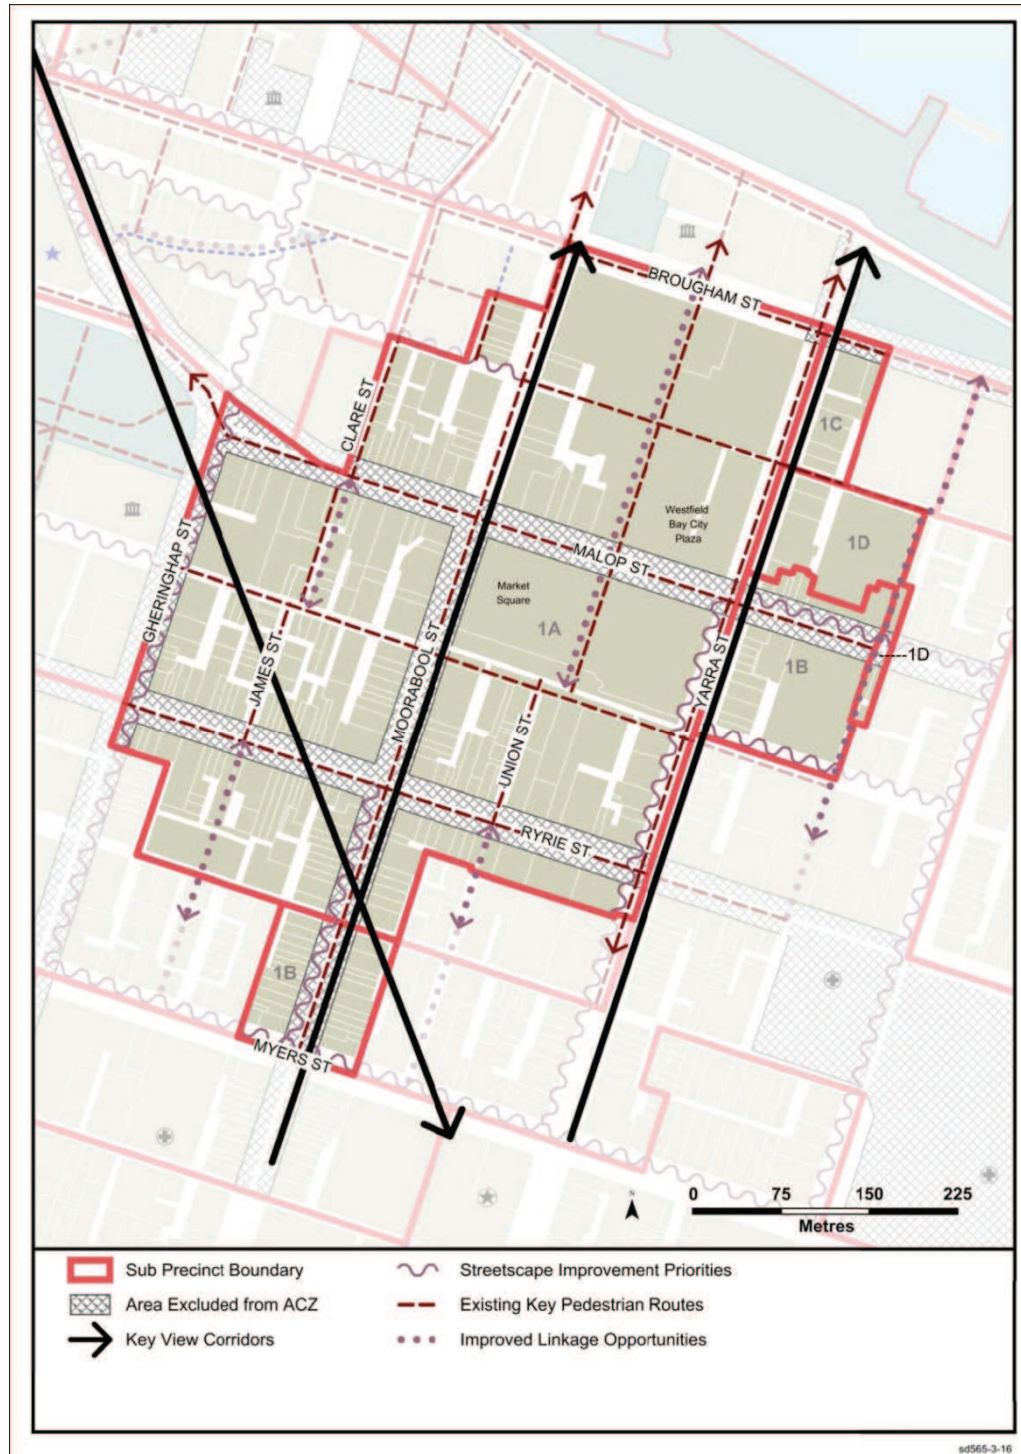 BROUGHAM ST
CLARE ST
1C
Westfield
Bay City
Plaza
1D
GHERINGHAP ST
MALOP ST
Market
Square
1A
JAMES ST
MOORABOOL ST
YARRA ST
1D
1B
UNION ST
RYRIE ST
1B
MYERS ST
N
0 75 150 225
Metres
Sub Precinct Boundary
Streetscape Improvement Priorities
Area Excluded from ACZ
Existing Key Pedestrian Routes
Key View Corridors
Improved Linkage Opportunities
sd565-3-16